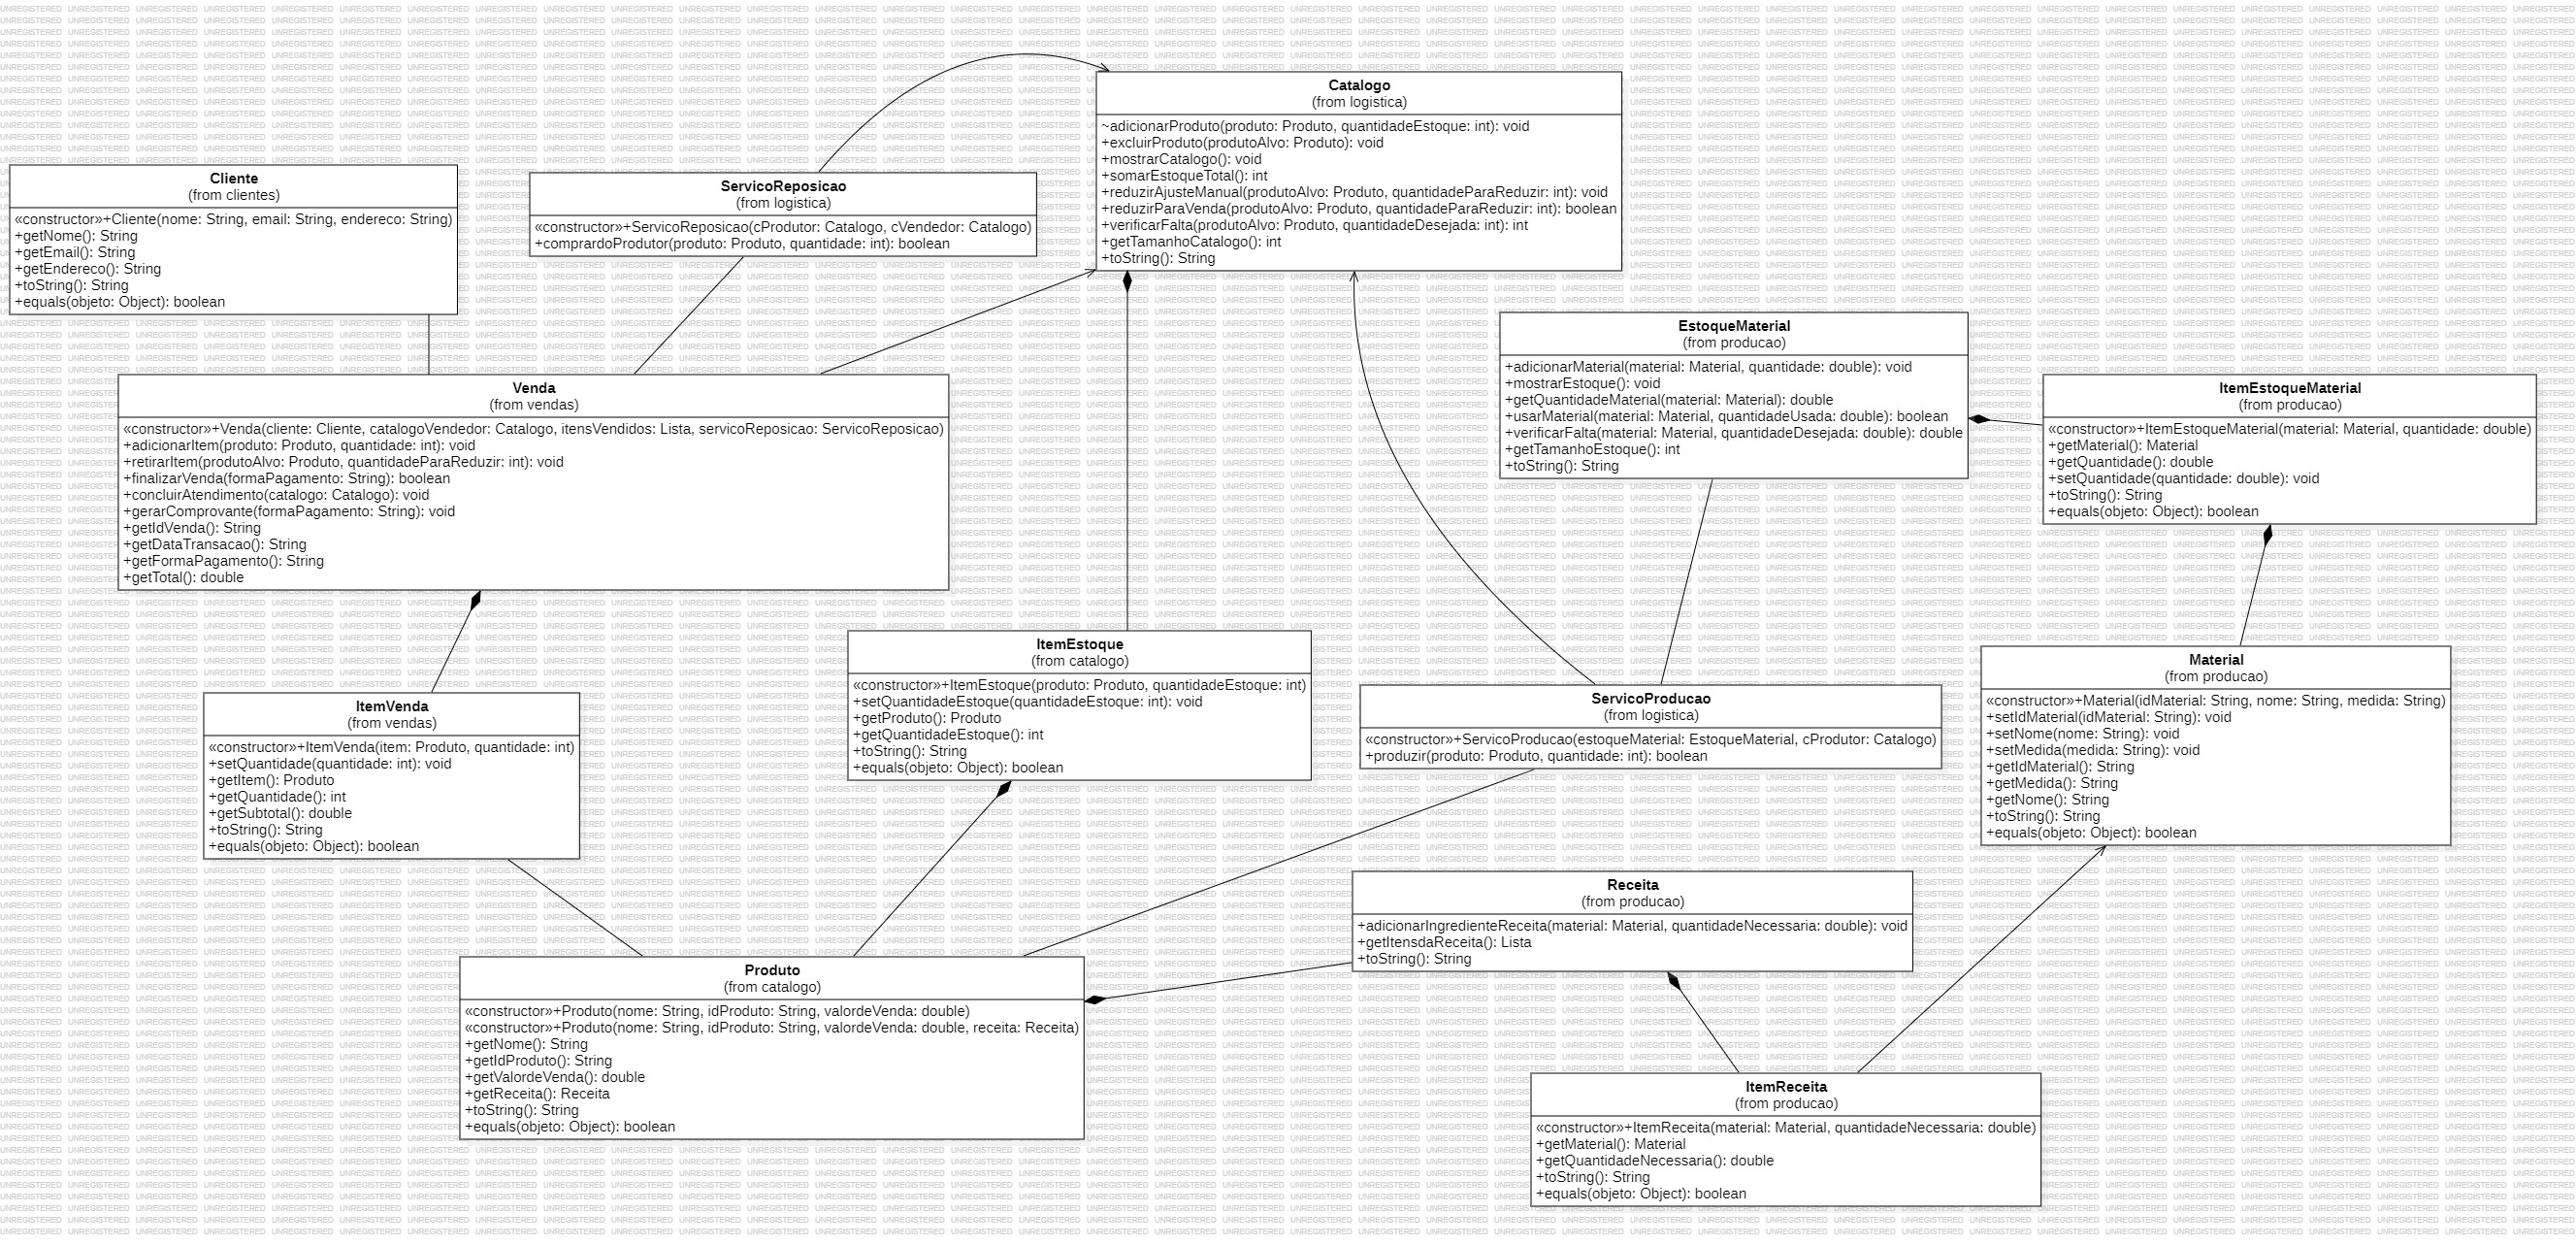 Catalogo
(from logistica)
~adicionarProduto(produto: Produto, quantidadeEstoque: int): void
+excluirProduto(produtoAlvo: Produto): void
+mostrarCatalogo(): void
+somarEstoqueTotal(): int
+reduzirAjusteManual(produtoAlvo: Produto, quantidadeParaReduzir: int): void
+reduzirParaVenda(produtoAlvo: Produto, quantidadeParaReduzir: int): boolean
+verificarFalta(produtoAlvo: Produto, quantidadeDesejada: int): int
+getTamanhoCatalogo(): int
+toString(): String
Cliente
(from clientes)
«constructor»+Cliente(nome: String, email: String, endereco: String)
+getNome(): String
+getEmail(): String
+getEndereco(): String
+toString(): String
+equals(objeto: Object): boolean
ServicoReposicao
(from logistica)
«constructor»+ServicoReposicao(cProdutor: Catalogo, cVendedor: Catalogo)
+comprardoProdutor(produto: Produto, quantidade: int): boolean
EstoqueMaterial
(from producao)
+adicionarMaterial(material: Material, quantidade: double): void
+mostrarEstoque(): void
+getQuantidadeMaterial(material: Material): double
+usarMaterial(material: Material, quantidadeUsada: double): boolean
+verificarFalta(material: Material, quantidadeDesejada: double): double
+getTamanhoEstoque(): int
+toString(): String
ItemEstoqueMaterial
(from producao)
«constructor»+ItemEstoqueMaterial(material: Material, quantidade: double)
+getMaterial(): Material
+getQuantidade(): double
+setQuantidade(quantidade: double): void
+toString(): String
+equals(objeto: Object): boolean
Venda
(from vendas)
«constructor»+Venda(cliente: Cliente, catalogoVendedor: Catalogo, itensVendidos: Lista, servicoReposicao: ServicoReposicao)
+adicionarItem(produto: Produto, quantidade: int): void
+retirarItem(produtoAlvo: Produto, quantidadeParaReduzir: int): void
+finalizarVenda(formaPagamento: String): boolean
+concluirAtendimento(catalogo: Catalogo): void
+gerarComprovante(formaPagamento: String): void
+getIdVenda(): String
+getDataTransacao(): String
+getFormaPagamento(): String
+getTotal(): double
ItemEstoque
(from catalogo)
«constructor»+ItemEstoque(produto: Produto, quantidadeEstoque: int)
+setQuantidadeEstoque(quantidadeEstoque: int): void
+getProduto(): Produto
+getQuantidadeEstoque(): int
+toString(): String
+equals(objeto: Object): boolean
ServicoProducao
(from logistica)
«constructor»+ServicoProducao(estoqueMaterial: EstoqueMaterial, cProdutor: Catalogo)
+produzir(produto: Produto, quantidade: int): boolean
Material
(from producao)
«constructor»+Material(idMaterial: String, nome: String, medida: String)
+setIdMaterial(idMaterial: String): void
+setNome(nome: String): void
+setMedida(medida: String): void
+getIdMaterial(): String
+getMedida(): String
+getNome(): String
+toString(): String
+equals(objeto: Object): boolean
ItemVenda
(from vendas)
«constructor»+ItemVenda(item: Produto, quantidade: int)
+setQuantidade(quantidade: int): void
+getItem(): Produto
+getQuantidade(): int
+getSubtotal(): double
+toString(): String
+equals(objeto: Object): boolean
Receita
(from producao)
+adicionarIngredienteReceita(material: Material, quantidadeNecessaria: double): void
+getItensdaReceita(): Lista
+toString(): String
Produto
(from catalogo)
«constructor»+Produto(nome: String, idProduto: String, valordeVenda: double)
«constructor»+Produto(nome: String, idProduto: String, valordeVenda: double, receita: Receita)
+getNome(): String
+getIdProduto(): String
+getValordeVenda(): double
+getReceita(): Receita
+toString(): String
+equals(objeto: Object): boolean
ItemReceita
(from producao)
«constructor»+ItemReceita(material: Material, quantidadeNecessaria: double)
+getMaterial(): Material
+getQuantidadeNecessaria(): double
+toString(): String
+equals(objeto: Object): boolean
UNREGISTERED